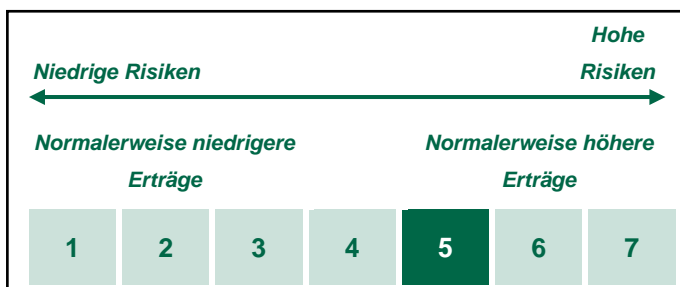 Hohe
Niedrige Risiken Risiken
Normalerweise niedrigere Normalerweise höhere
Erträge Erträge
1 2 3 4 5 6 7